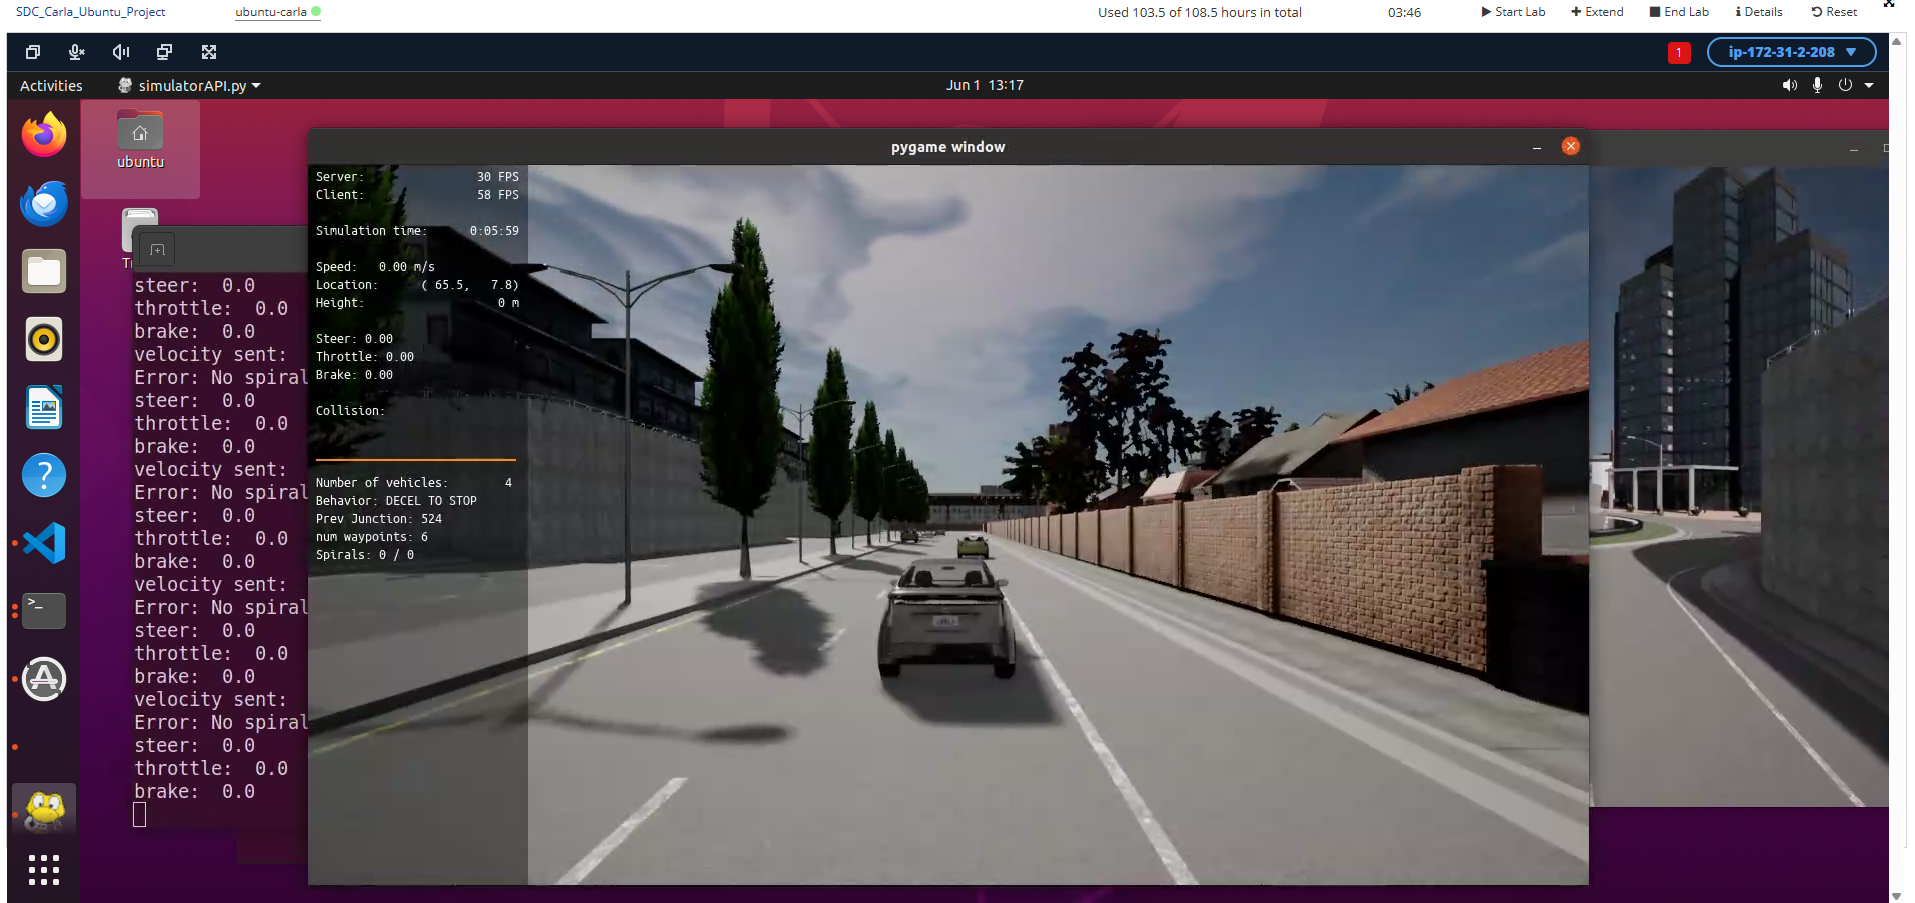 SDC_Carla_Ubuntu_Project
ubuntu-carla
Used 103.5 of 108.5 hours in total
03:46
Start Lab
Extend
End Lab
Details
Reset
1
ip-172-31-2-208
Activities
simulatorAPI.py
Jun 1 13:17
ubuntu
pygame window
Server: 30 FPS
Client: 58 FPS
Simulation time: 0:05:59
Speed: 0.00 m/s
Location: ( 65.5, 7.8)
Height: 0 m
Steer: 0.00
Throttle: 0.00
Brake: 0.00
Collision:
Number of vehicles: 4
Behavior: DECEL TO STOP
Prev Junction: 524
num waypoints: 6
Spirals: 0 / 0
steer: 0.0
throttle: 0.0
brake: 0.0
velocity sent:
Error: No spiral
steer: 0.0
throttle: 0.0
brake: 0.0
velocity sent:
Error: No spiral
steer: 0.0
throttle: 0.0
brake: 0.0
velocity sent:
Error: No spiral
steer: 0.0
throttle: 0.0
brake: 0.0
velocity sent:
Error: No spiral
steer: 0.0
throttle: 0.0
brake: 0.0